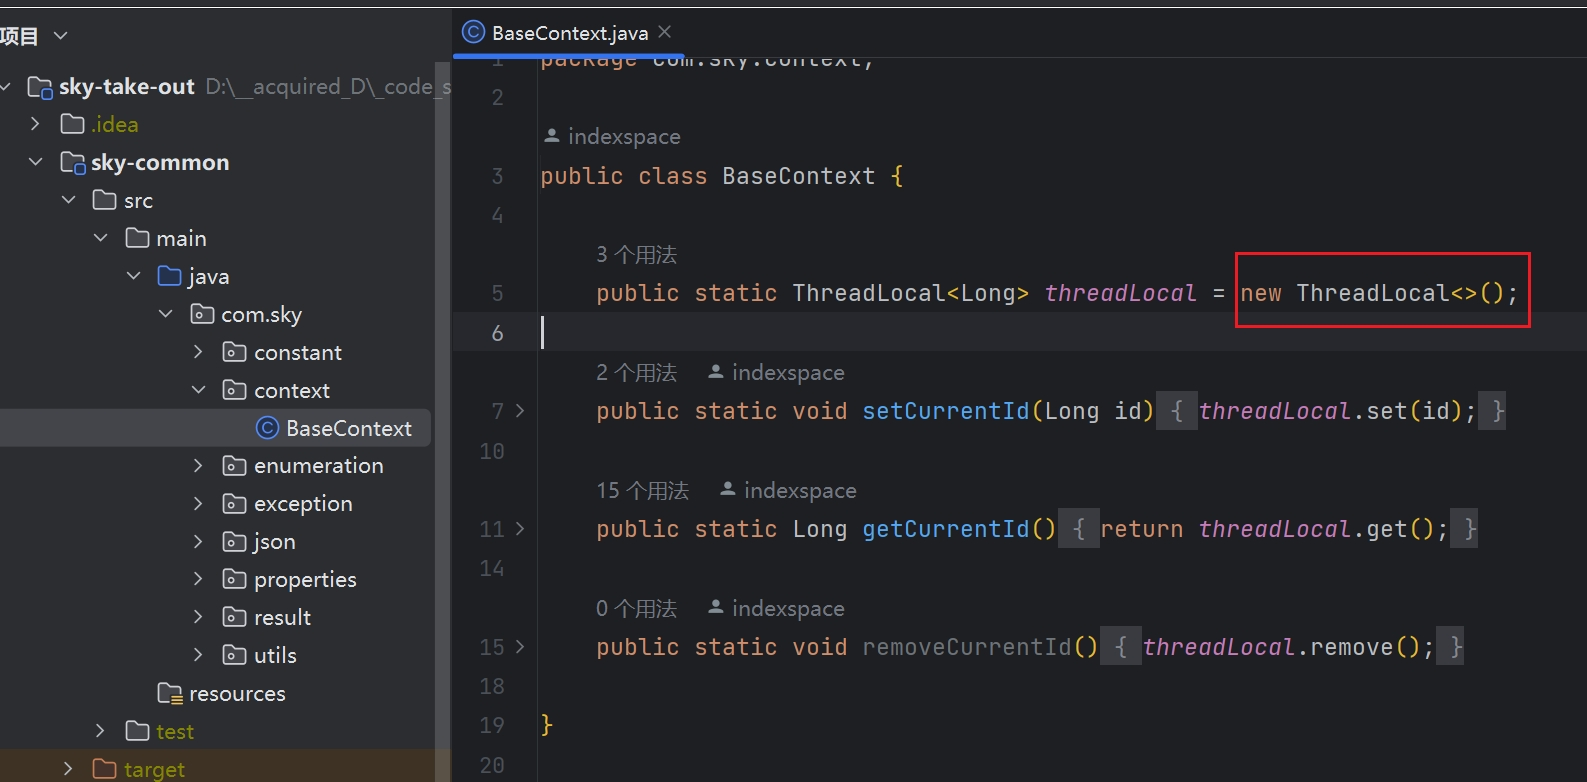 项目
BaseContext.java
sky-take-out D:\__acquired_D\_code_s
.idea
sky-common
src
main
java
com.sky
constant
context
BaseContext
enumeration
exception
json
properties
result
utils
resources
test
target
1 package com.sky.context;
2
indexspace
3 public class BaseContext {
4
3 个用法
5 public static ThreadLocal<Long> threadLocal = new ThreadLocal<>();
6
2 个用法 indexspace
7 public static void setCurrentId(Long id) { threadLocal.set(id); }
10
15 个用法 indexspace
11 public static Long getCurrentId() { return threadLocal.get(); }
14
0 个用法 indexspace
15 public static void removeCurrentId() { threadLocal.remove(); }
18
19 }
20